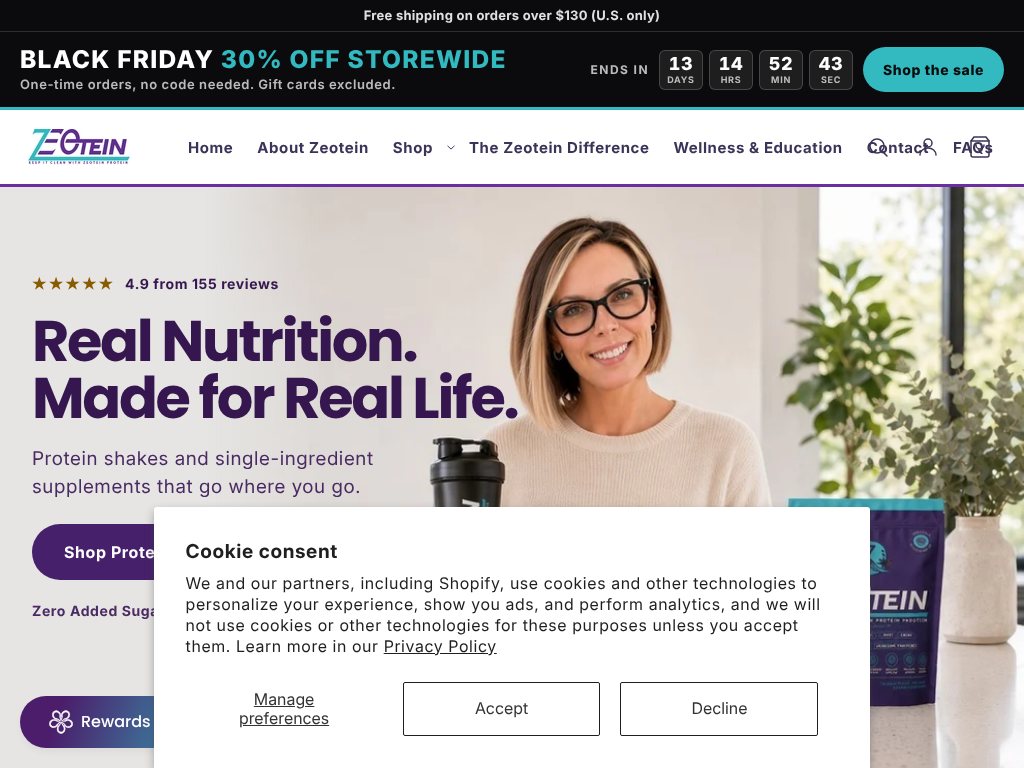 Free shipping on orders over $130 (U.S. only)
BLACK FRIDAY 30% OFF STOREWIDE
One-time orders, no code needed. Gift cards excluded.
ENDS IN
13 DAYS
14 HRS
52 MIN
43 SEC
Shop the sale
ZEOTEIN
KEEP IT CLEAN WITH ZEOTEIN PROTEIN
Home
About Zeotein
Shop
The Zeotein Difference
Wellness & Education
Contact
FAQs
★★★★★ 4.9 from 155 reviews
Real Nutrition.
Made for Real Life.
Protein shakes and single-ingredient
supplements that go where you go.
Shop Prote
Zero Added Suga
Rewards
Cookie consent
We and our partners, including Shopify, use cookies and other technologies to
personalize your experience, show you ads, and perform analytics, and we will
not use cookies or other technologies for these purposes unless you accept
them. Learn more in our Privacy Policy
Manage
preferences
Accept
Decline
TEIN